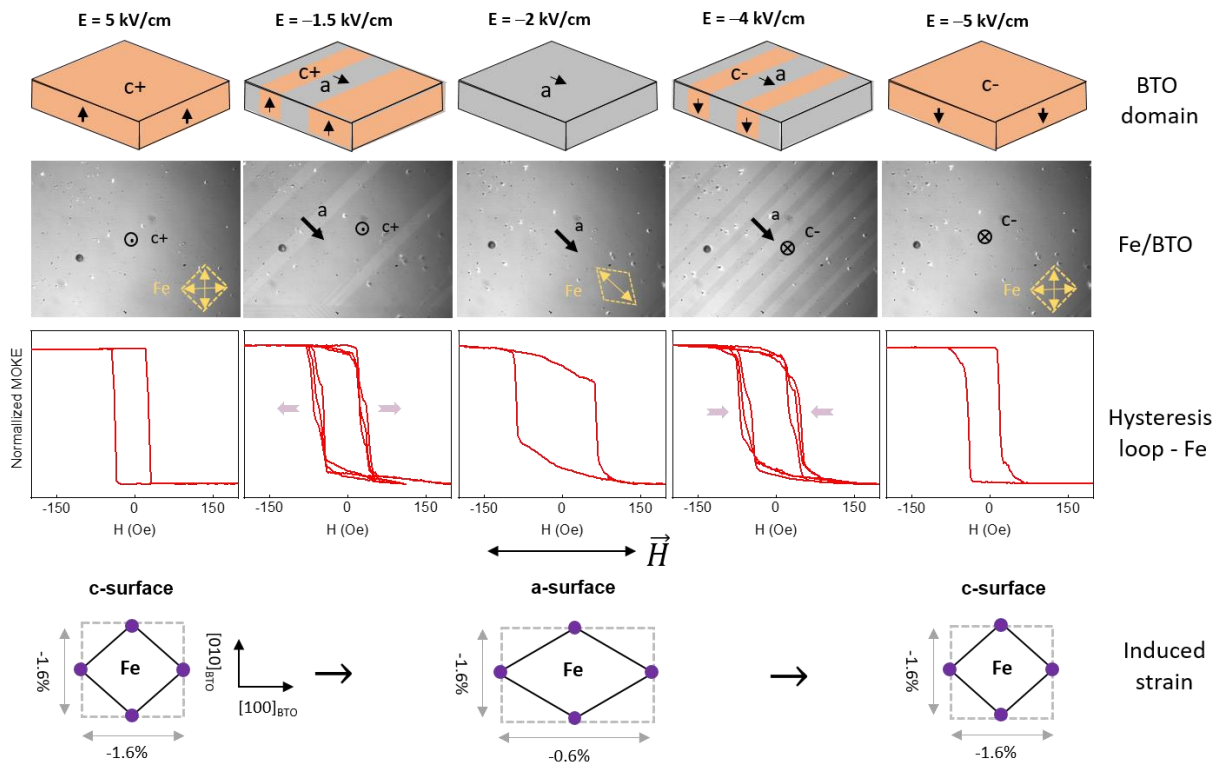 E = 5 kV/cm
E = −1.5 kV/cm
E = −2 kV/cm
E = −4 kV/cm
E = −5 kV/cm
c+
c+
a
a
c-
a
c-
BTO
domain
c+
Fe
a
c+
a
Fe
a
c-
c-
Fe
Fe/BTO
Normalized MOKE
-150 0 150
H (Oe)
-150 0 150
H (Oe)
-150 0 150
H (Oe)
-150 0 150
H (Oe)
-150 0 150
H (Oe)
Hysteresis
loop - Fe
H
c-surface
a-surface
c-surface
-1.6%
Fe
-1.6%
[010]BTO
[100]BTO
-1.6%
Fe
-0.6%
-1.6%
Fe
-1.6%
Induced
strain